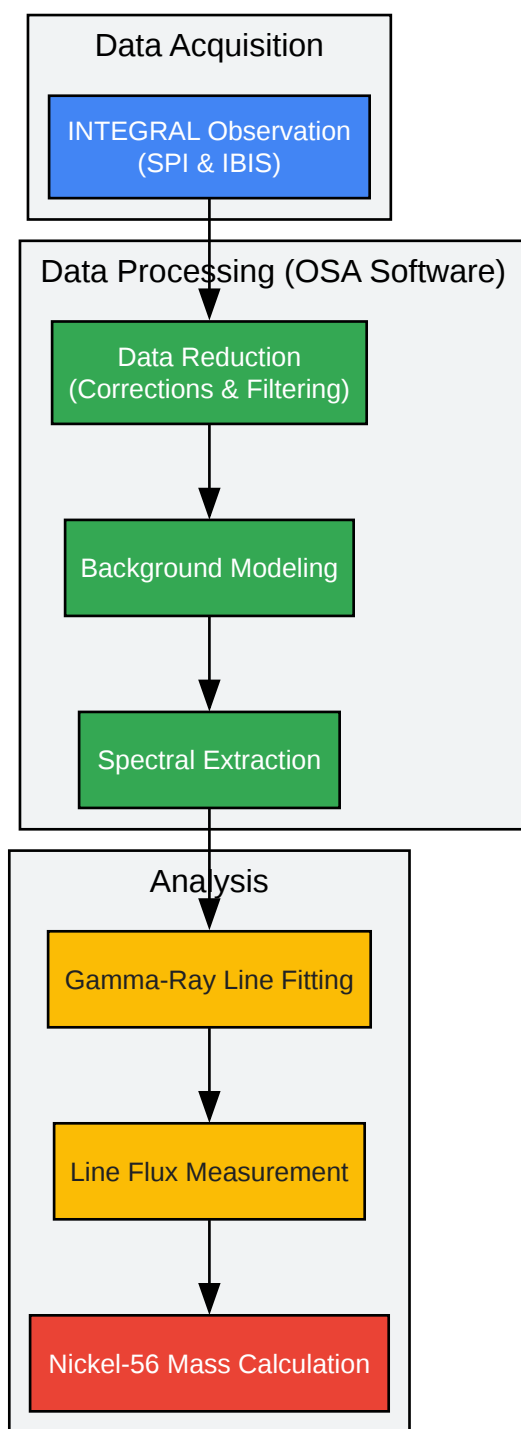 Data Acquisition
INTEGRAL Observation
(SPI & IBIS)
Data Processing (OSA Software)
Data Reduction
(Corrections & Filtering)
Background Modeling
Spectral Extraction
Analysis
Gamma-Ray Line Fitting
Line Flux Measurement
Nickel-56 Mass Calculation